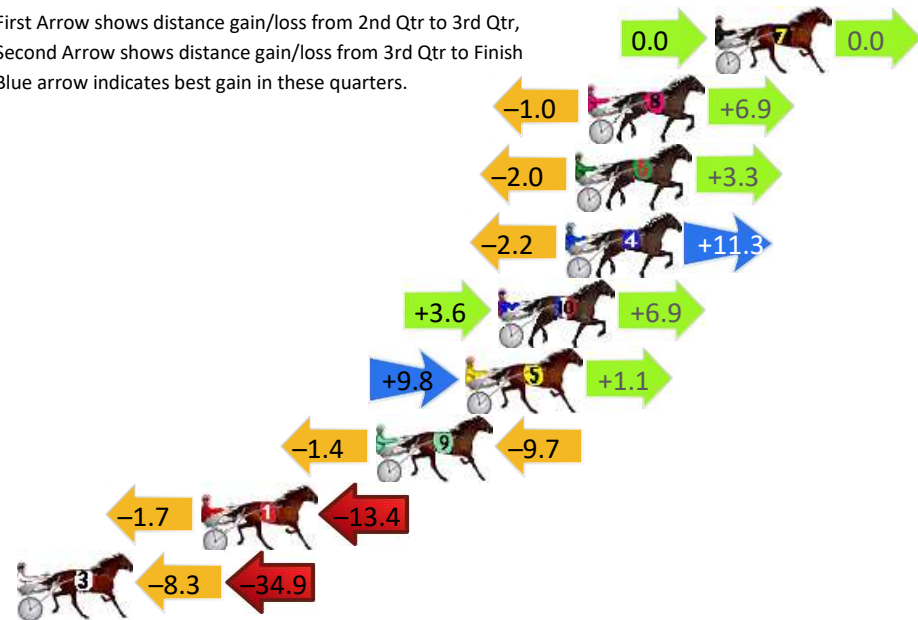 First Arrow shows distance gain/loss from 2nd Qtr to 3rd Qtr,
Second Arrow shows distance gain/loss from 3rd Qtr to Finish
Blue arrow indicates best gain in these quarters.
0.0 7 0.0
–1.0 8 +6.9
–2.0 +3.3
–2.2 4 +11.3
+3.6 10 +6.9
+9.8 5 +1.1
–1.4 9 –9.7
–1.7 1 –13.4
3 –8.3 –34.9